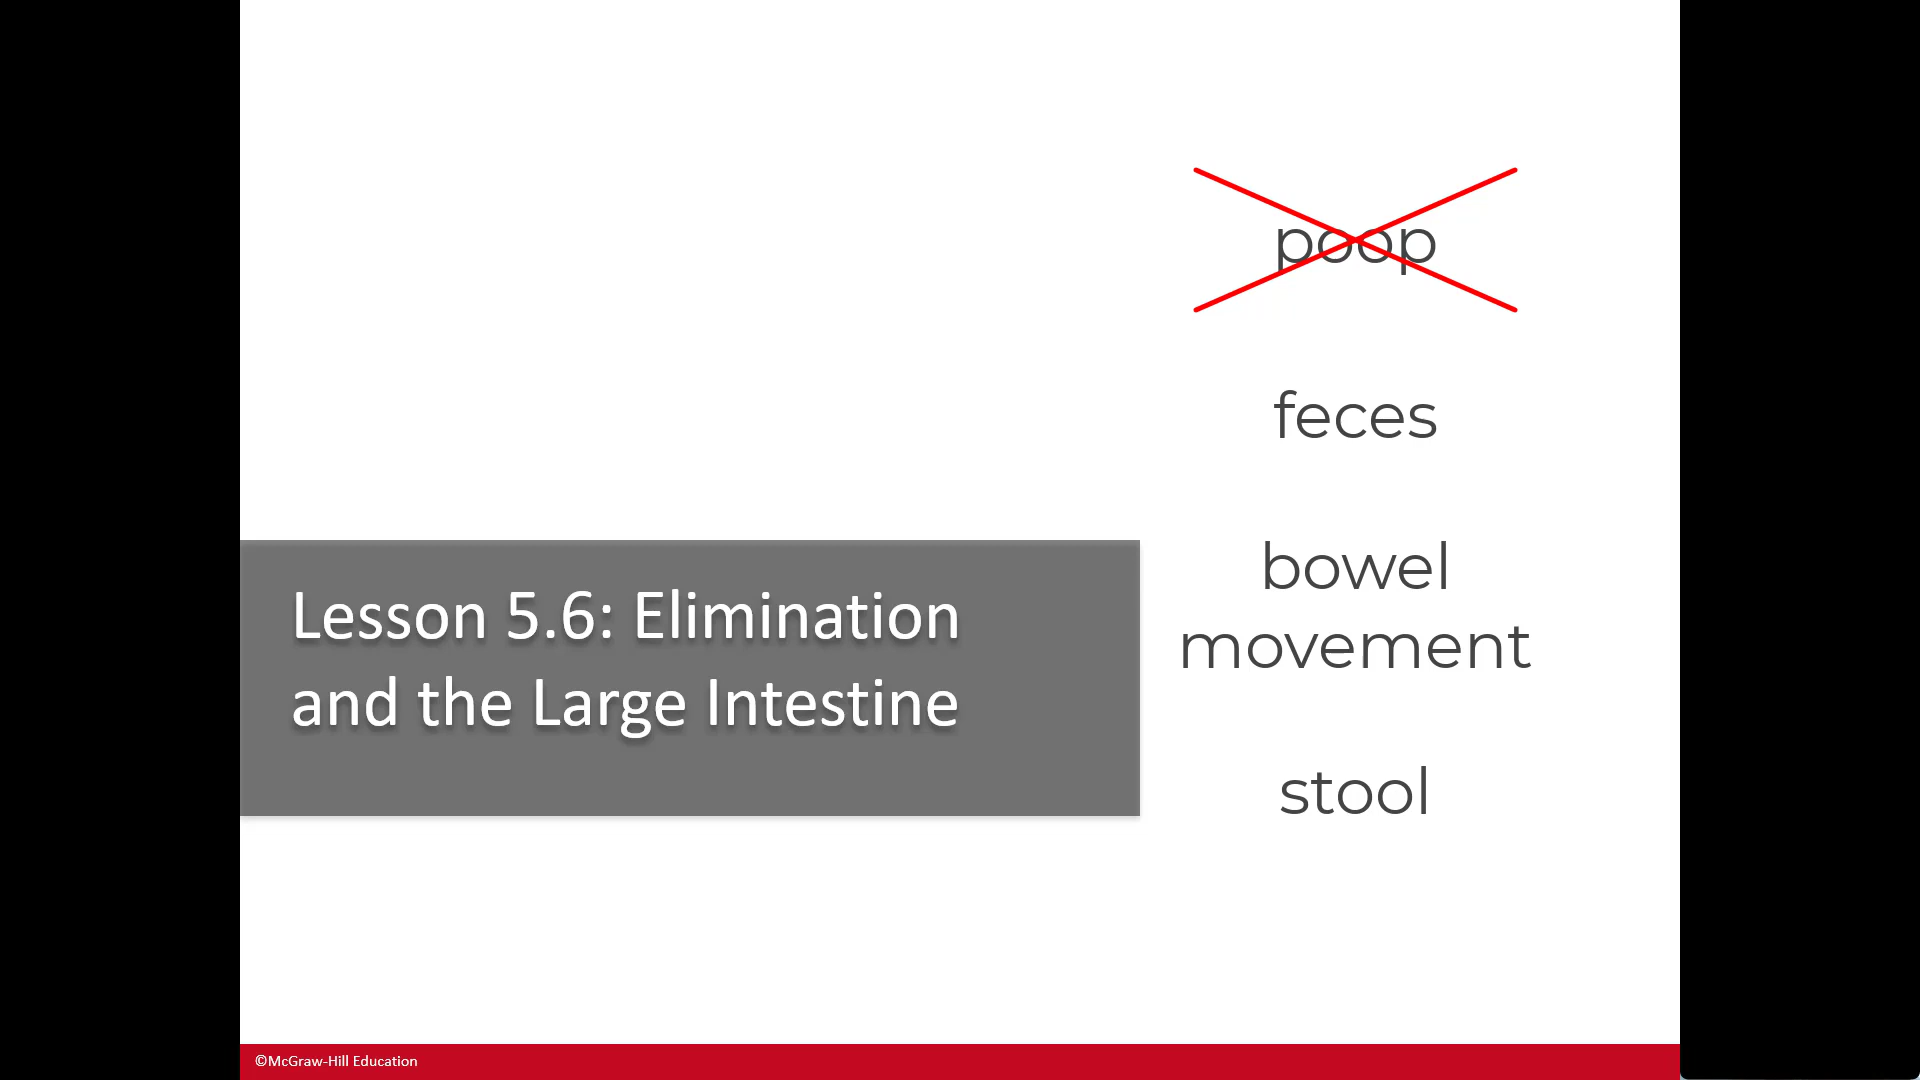 poop
feces
bowel
movement
stool
Lesson 5.6: Elimination
and the Large Intestine
©McGraw-Hill Education